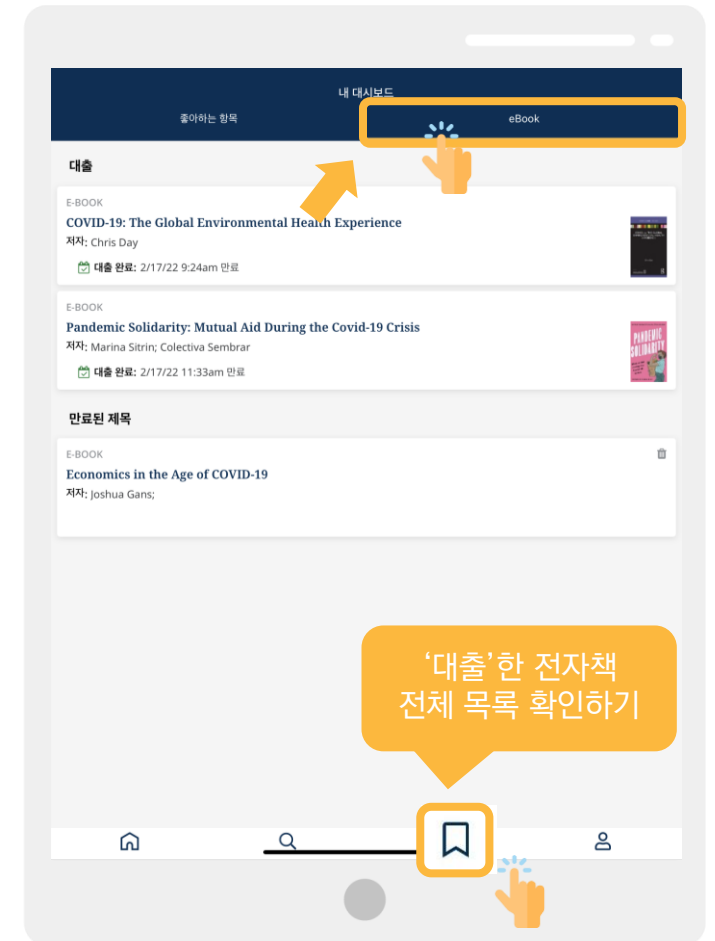 내 대시보드
좋아하는 항목
eBook
대출
E-BOOK
COVID-19: The Global Environmental Health Experience
저자: Chris Day
대출 완료: 2/17/22 9:24am 만료
E-BOOK
Pandemic Solidarity: Mutual Aid During the Covid-19 Crisis
저자: Marina Sitrin; Colectiva Sembrar
PANDEMIC
SOLIDARITY
대출 완료: 2/17/22 11:33am 만료
만료된 제목
E-BOOK
Economics in the Age of COVID-19
저자: Joshua Gans;
‘대출’한 전자책
전체 목록 확인하기